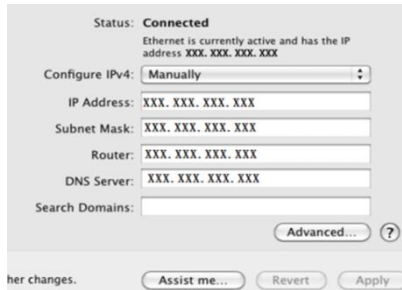 Status: Connected
Ethernet is currently active and has the IP
address XXX. XXX. XXX. XXX
Configure IPv4: Manually
IP Address: XXX. XXX. XXX. XXX
Subnet Mask: XXX. XXX. XXX. XXX
Router: XXX. XXX. XXX. XXX
DNS Server: XXX. XXX. XXX. XXX
Search Domains:
Advanced... ?
her changes. Assist me... Revert Apply